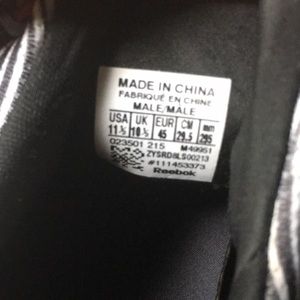 MADE IN CHINA
FABRIQUÉ EN CHINE
MALE/MALE
USA UK EUR CM mm
11½ 10½ 45 29.5 295
023501 215 M49951
ZYSRD8LS00213
#111453373
Reebok